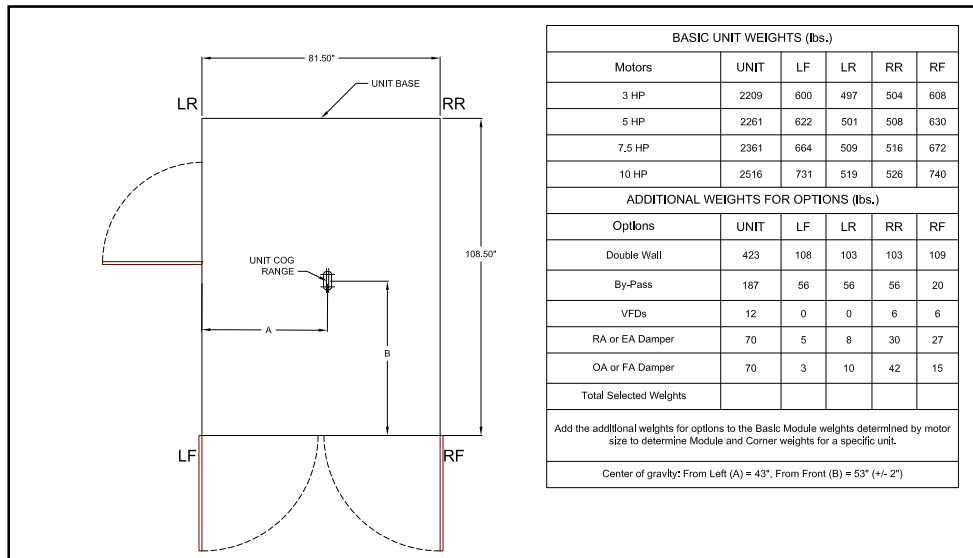 81.50"
UNIT BASE
LR
RR
UNIT COG
RANGE
108.50"
A
B
LF
RF
BASIC UNIT WEIGHTS (lbs.)
Motors UNIT LF LR RR RF
3 HP 2209 600 497 504 608
5 HP 2261 622 501 508 630
7.5 HP 2361 664 509 516 672
10 HP 2516 731 519 526 740
ADDITIONAL WEIGHTS FOR OPTIONS (lbs.)
Options UNIT LF LR RR RF
Double Wall 423 108 103 103 109
By-Pass 187 56 56 56 20
VFDs 12 0 0 6 6
RA or EA Damper 70 5 8 30 27
OA or FA Damper 70 3 10 42 15
Total Selected Weights
Add the additional weights for options to the Basic Module weights determined by motor
size to determine Module and Corner weights for a specific unit.
Center of gravity: From Left (A) = 43", From Front (B) = 53" (+/- 2")